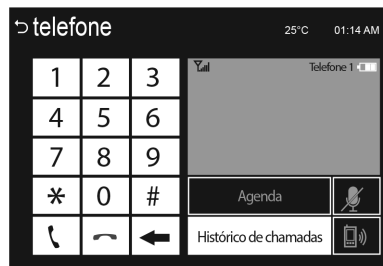 telefone 25°C 01:14 AM
Telefone 1
1 2 3
4 5 6
7 8 9
* 0 #
Agenda
Histórico de chamadas